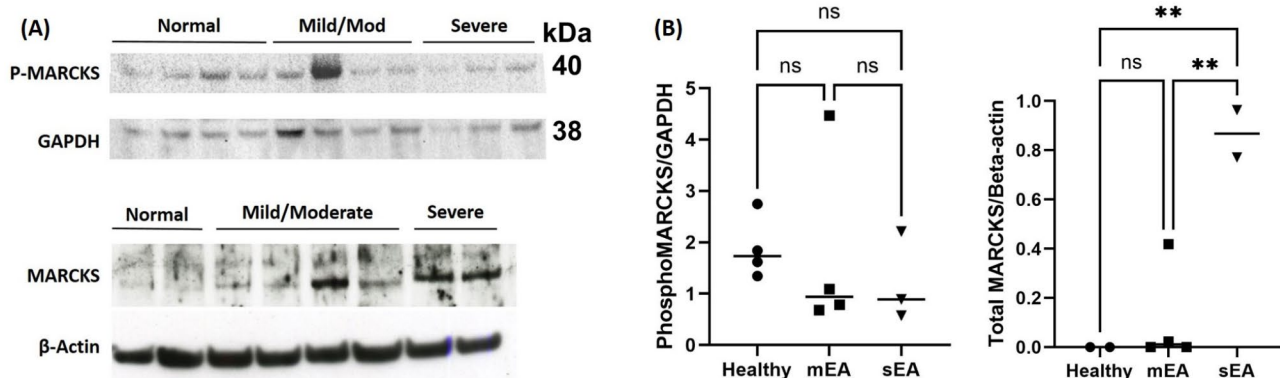 (A)
Normal Mild/Mod Severe kDa
P-MARCKS 40
GAPDH 38
Normal Mild/Moderate Severe
MARCKS
β-Actin
(B)
ns
ns ns
PhosphoMARCKS/GAPDH
5
4
3
2
1
0
Healthy mEA sEA
**
ns **
Total MARCKS/Beta-actin
1.0
0.8
0.6
0.4
0.2
0.0
Healthy mEA sEA